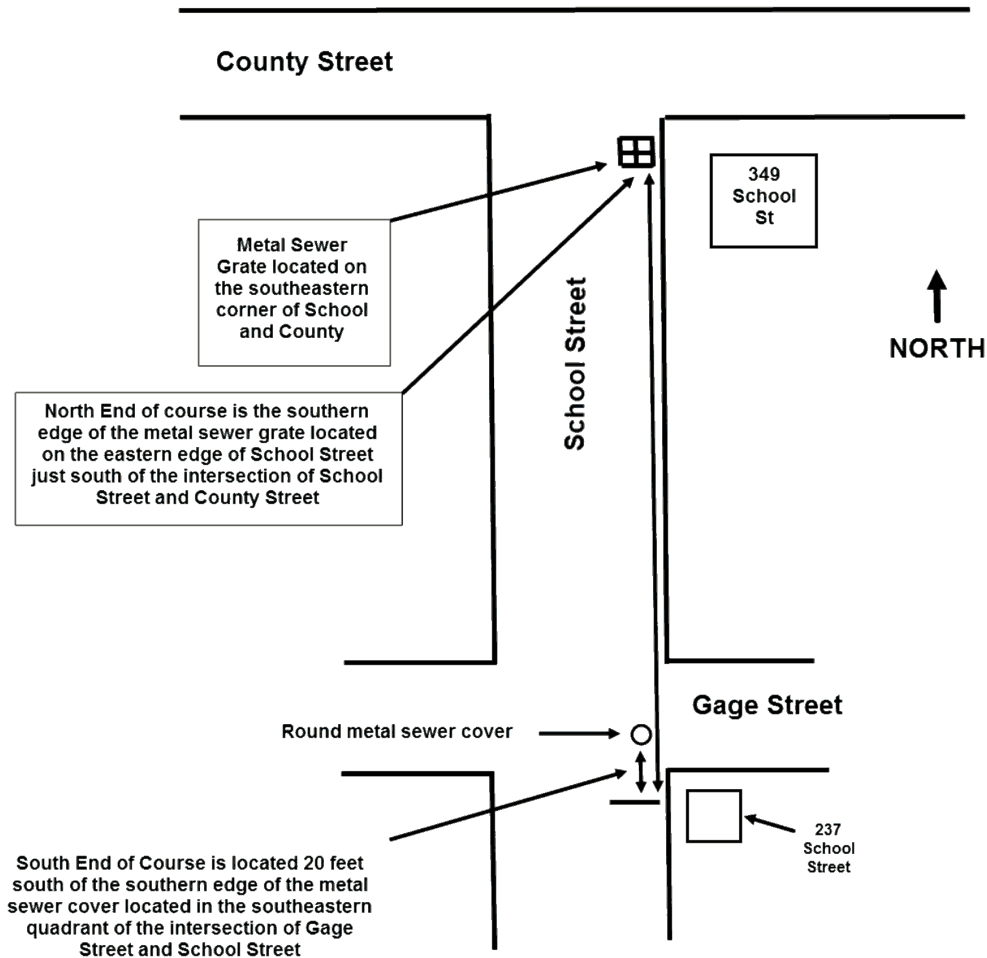 County Street
349
School
St
Metal Sewer
Grate located on
the southeastern
corner of School
and County
School Street
NORTH
North End of course is the southern
edge of the metal sewer grate located
on the eastern edge of School Street
just south of the intersection of School
Street and County Street
Gage Street
Round metal sewer cover
237
School
Street
South End of Course is located 20 feet
south of the southern edge of the metal
sewer cover located in the southeastern
quadrant of the intersection of Gage
Street and School Street